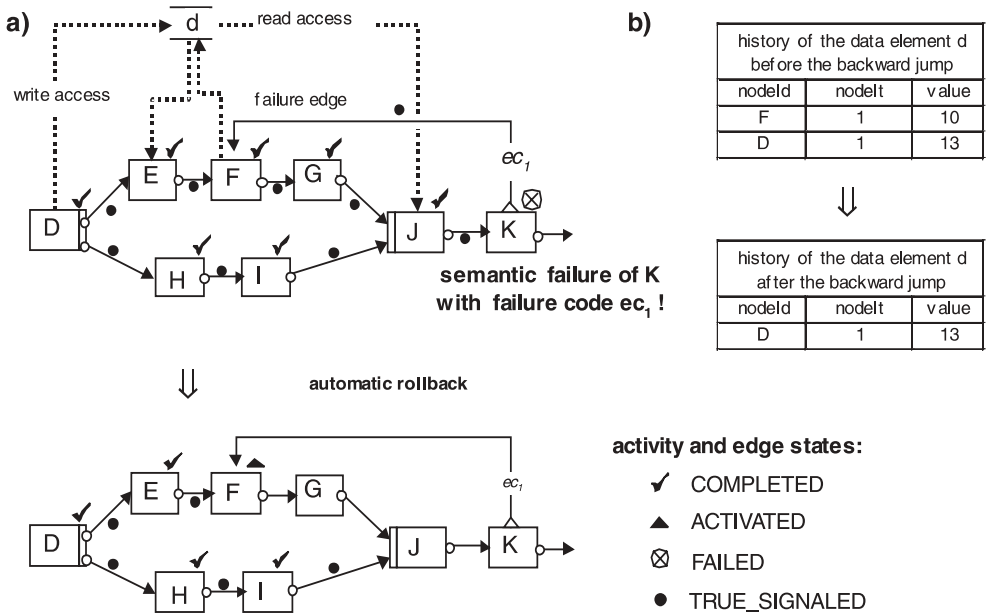 a)
d
read access
write access
failure edge
ec1
E
F
G
D
J
K
H
I
semantic failure of K
with failure code ec1 !
automatic rollback
ec1
E
F
G
D
J
K
H
I
b)
history of the data element d
before the backward jump
nodeId nodeIt value
F 1 10
D 1 13
history of the data element d
after the backward jump
nodeId nodeIt value
D 1 13
activity and edge states:
COMPLETED
ACTIVATED
FAILED
TRUE_SIGNALED